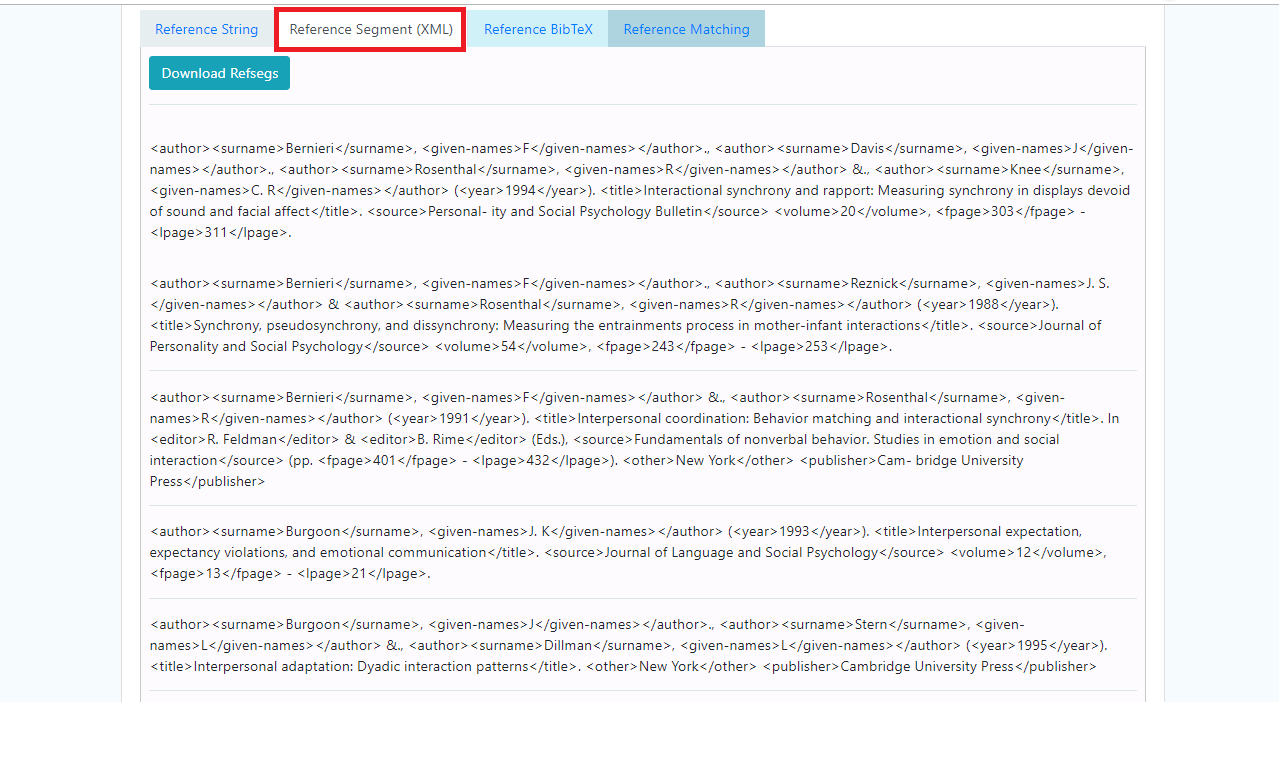 Reference String Reference Segment (XML) Reference BibTeX Reference Matching
Download Refsegs
<author><surname>Bernieri</surname>, <given-names>F</given-names></author>., <author><surname>Davis</surname>, <given-names>J</given-
names></author>., <author><surname>Rosenthal</surname>, <given-names>R</given-names></author> &., <author><surname>Knee</surname>,
<given-names>C. R</given-names></author> (<year>1994</year>). <title>Interactional synchrony and rapport: Measuring synchrony in displays devoid
of sound and facial affect</title>. <source>Personal- ity and Social Psychology Bulletin</source> <volume>20</volume>, <fpage>303</fpage> -
<lpage>311</lpage>.
<author><surname>Bernieri</surname>, <given-names>F</given-names></author>., <author><surname>Reznick</surname>, <given-names>J. S.
</given-names></author> & <author><surname>Rosenthal</surname>, <given-names>R</given-names></author> (<year>1988</year>).
<title>Synchrony, pseudosynchrony, and dissynchrony: Measuring the entrainments process in mother-infant interactions</title>. <source>Journal of
Personality and Social Psychology</source> <volume>54</volume>, <fpage>243</fpage> - <lpage>253</lpage>.
<author><surname>Bernieri</surname>, <given-names>F</given-names></author> &., <author><surname>Rosenthal</surname>, <given-
names>R</given-names></author> (<year>1991</year>). <title>Interpersonal coordination: Behavior matching and interactional synchrony</title>. In
<editor>R. Feldman</editor> & <editor>B. Rime</editor> (Eds.), <source>Fundamentals of nonverbal behavior. Studies in emotion and social
interaction</source> (pp. <fpage>401</fpage> - <lpage>432</lpage>). <other>New York</other> <publisher>Cam- bridge University
Press</publisher>
<author><surname>Burgoon</surname>, <given-names>J. K</given-names></author> (<year>1993</year>). <title>Interpersonal expectation,
expectancy violations, and emotional communication</title>. <source>Journal of Language and Social Psychology</source> <volume>12</volume>,
<fpage>13</fpage> - <lpage>21</lpage>.
<author><surname>Burgoon</surname>, <given-names>J</given-names></author>., <author><surname>Stern</surname>, <given-
names>L</given-names></author> &., <author><surname>Dillman</surname>, <given-names>L</given-names></author> (<year>1995</year>).
<title>Interpersonal adaptation: Dyadic interaction patterns</title>. <other>New York</other> <publisher>Cambridge University Press</publisher>